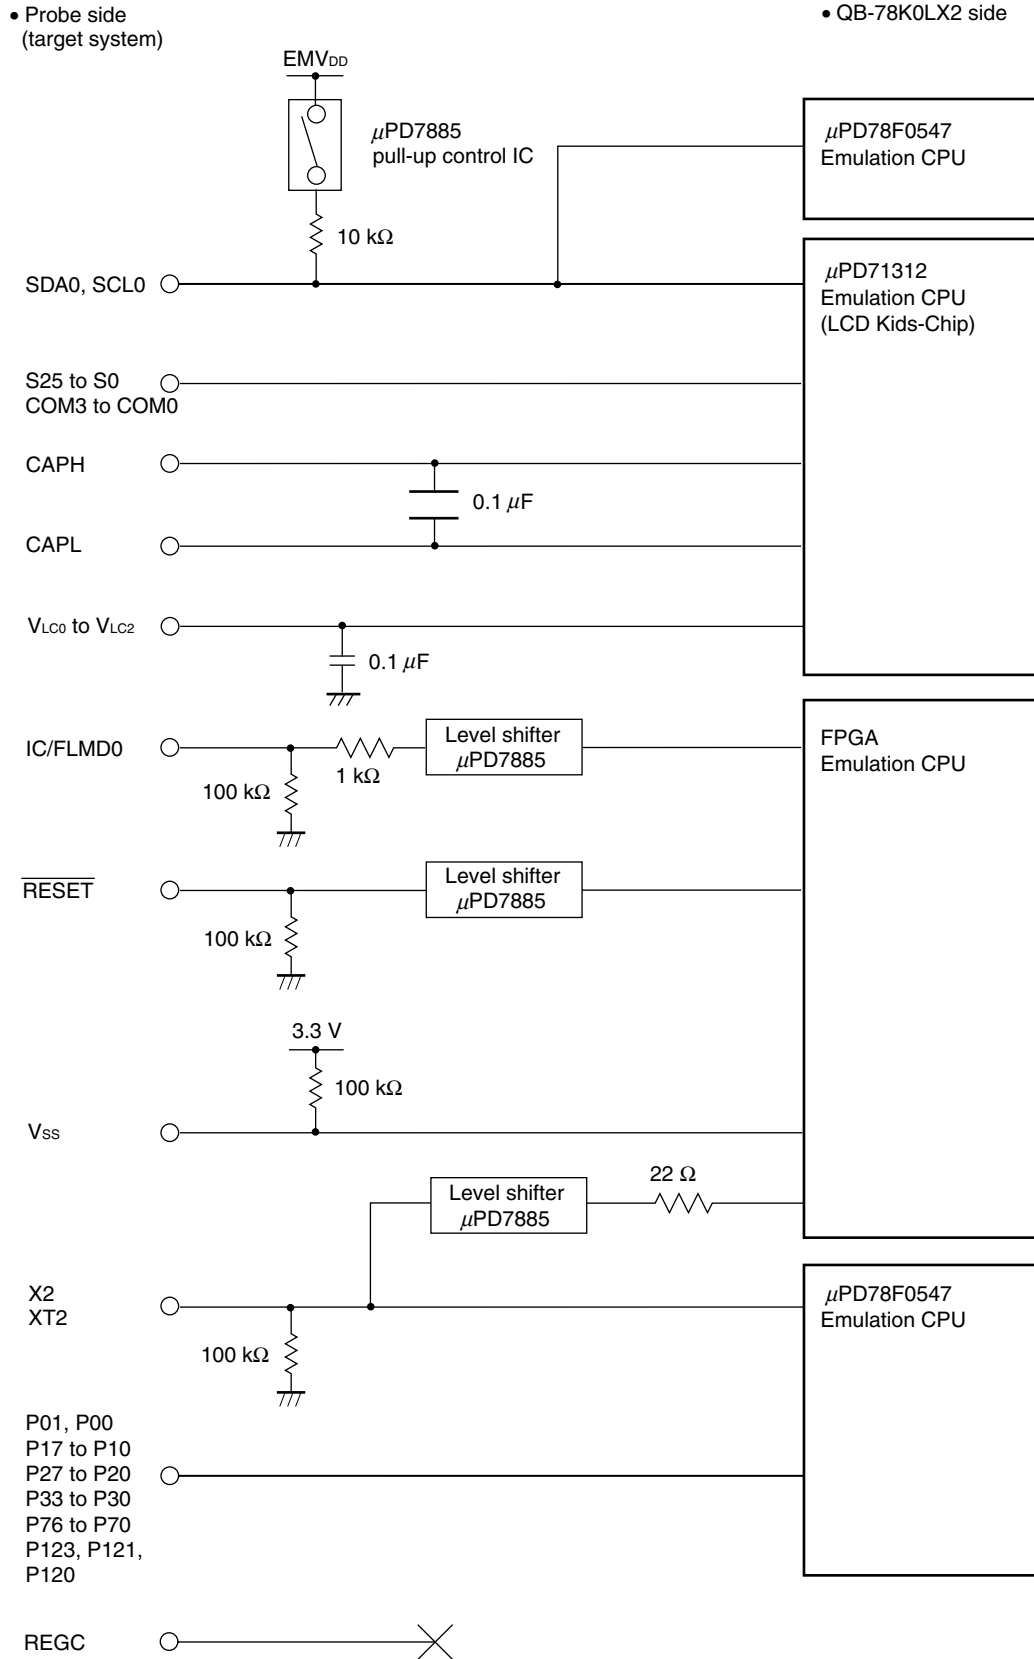 • Probe side
(target system)
• QB-78K0LX2 side
EMVDD
μPD7885
pull-up control IC
10 kΩ
μPD78F0547
Emulation CPU
SDA0, SCL0
μPD71312
Emulation CPU
(LCD Kids-Chip)
S25 to S0
COM3 to COM0
CAPH
0.1 μF
CAPL
VLC0 to VLC2
0.1 μF
IC/FLMD0
100 kΩ
1 kΩ
Level shifter
μPD7885
FPGA
Emulation CPU
RESET
100 kΩ
Level shifter
μPD7885
3.3 V
100 kΩ
VSS
Level shifter
μPD7885
22 Ω
X2
XT2
100 kΩ
μPD78F0547
Emulation CPU
P01, P00
P17 to P10
P27 to P20
P33 to P30
P76 to P70
P123, P121,
P120
REGC